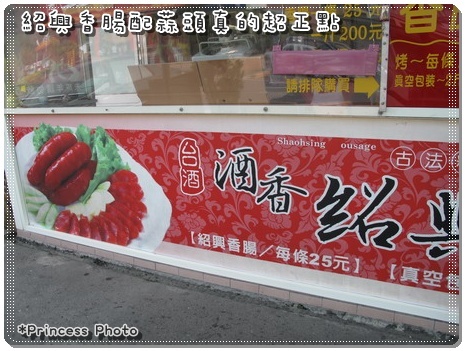 紹興香腸配蒜頭真的超正點
200元
請排隊購買
烤～每條
真空包裝～
台酒
酒香
紹興
Shaohsing ousage
古法
【紹興香腸／每條25元】
【真空
*Princess Photo